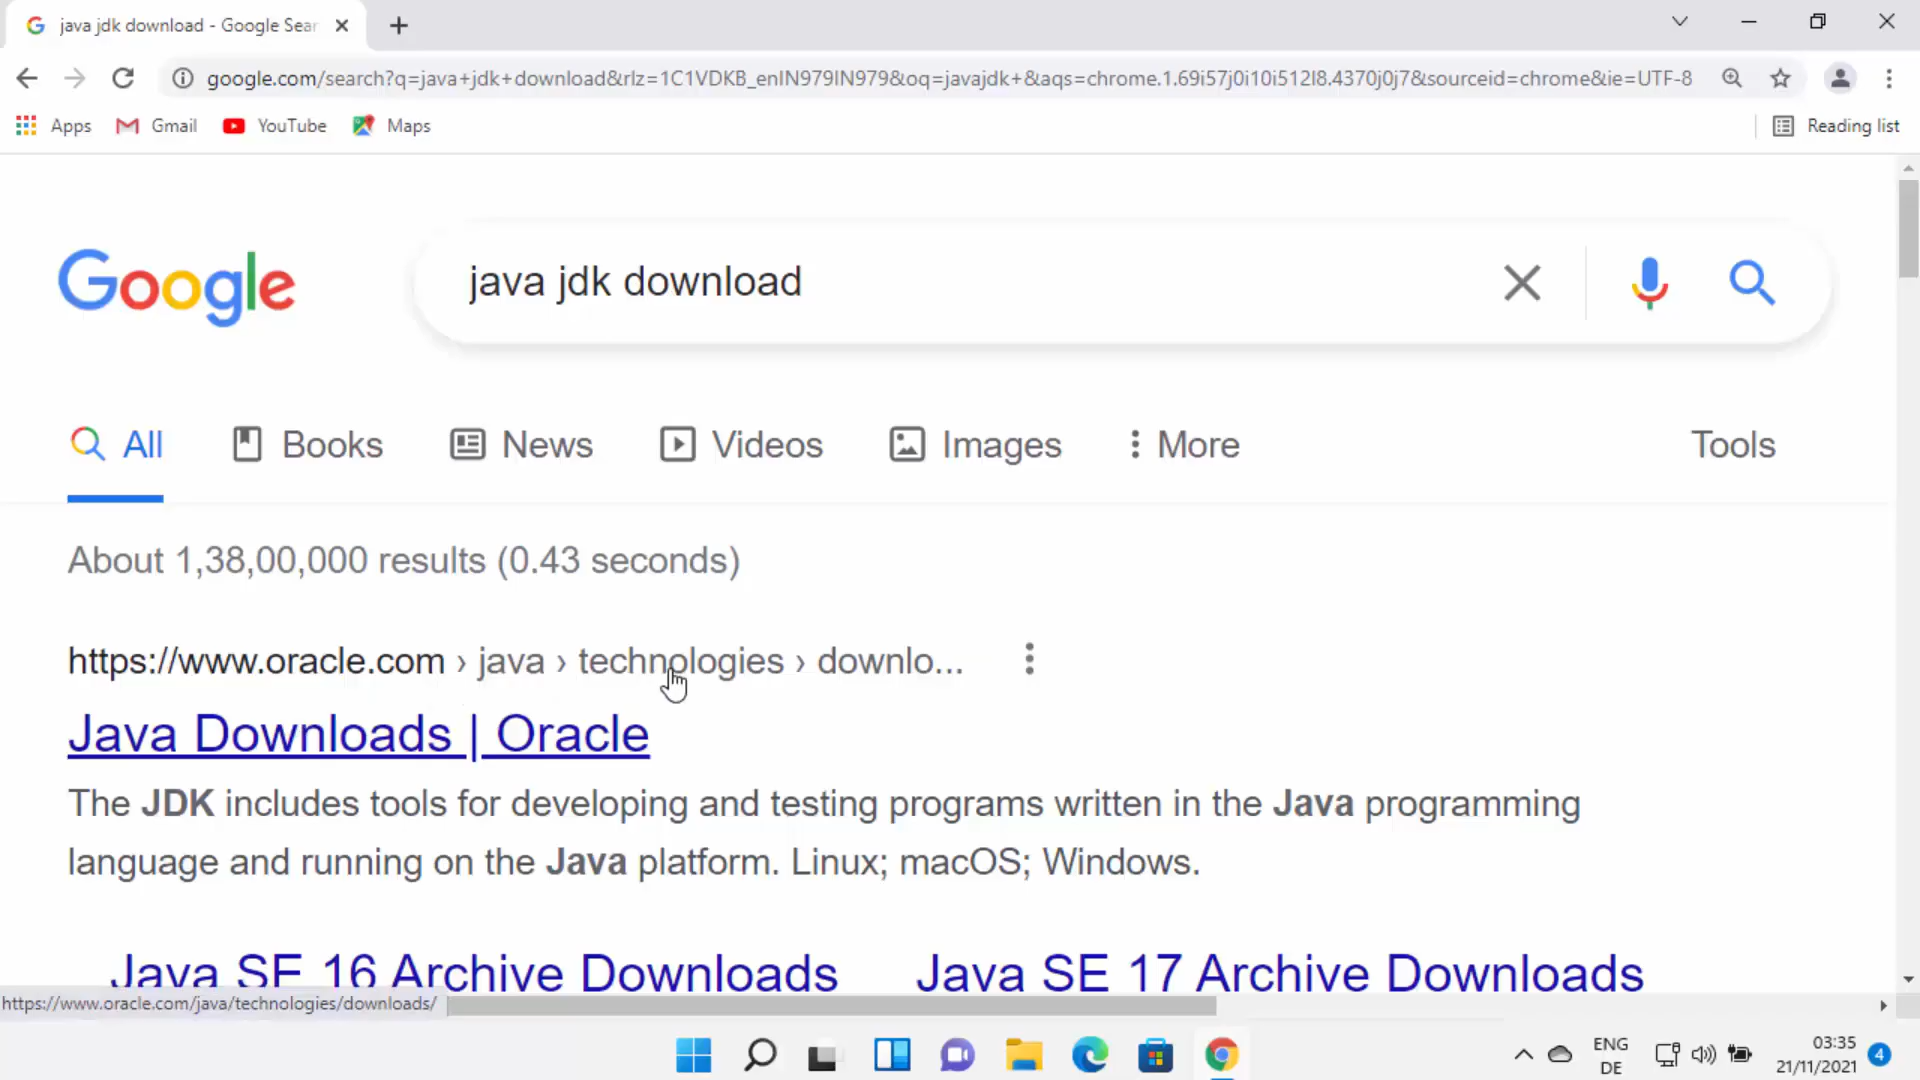 java jdk download - Google Sear
google.com/search?q=java+jdk+download&rlz=1C1VDKB_enIN979IN979&oq=javajdk+&aqs=chrome.1.69i57j0i10i512l8.4370j0j7&sourceid=chrome&ie=UTF-8
Apps Gmail YouTube Maps Reading list
Google java jdk download
All Books News Videos Images More Tools
About 1,38,00,000 results (0.43 seconds)
https://www.oracle.com › java › technologies › downlo...
Java Downloads | Oracle
The JDK includes tools for developing and testing programs written in the Java programming
language and running on the Java platform. Linux; macOS; Windows.
Java SE 16 Archive Downloads Java SE 17 Archive Downloads
https://www.oracle.com/java/technologies/downloads/
ENG 03:35
DE 21/11/2021 4